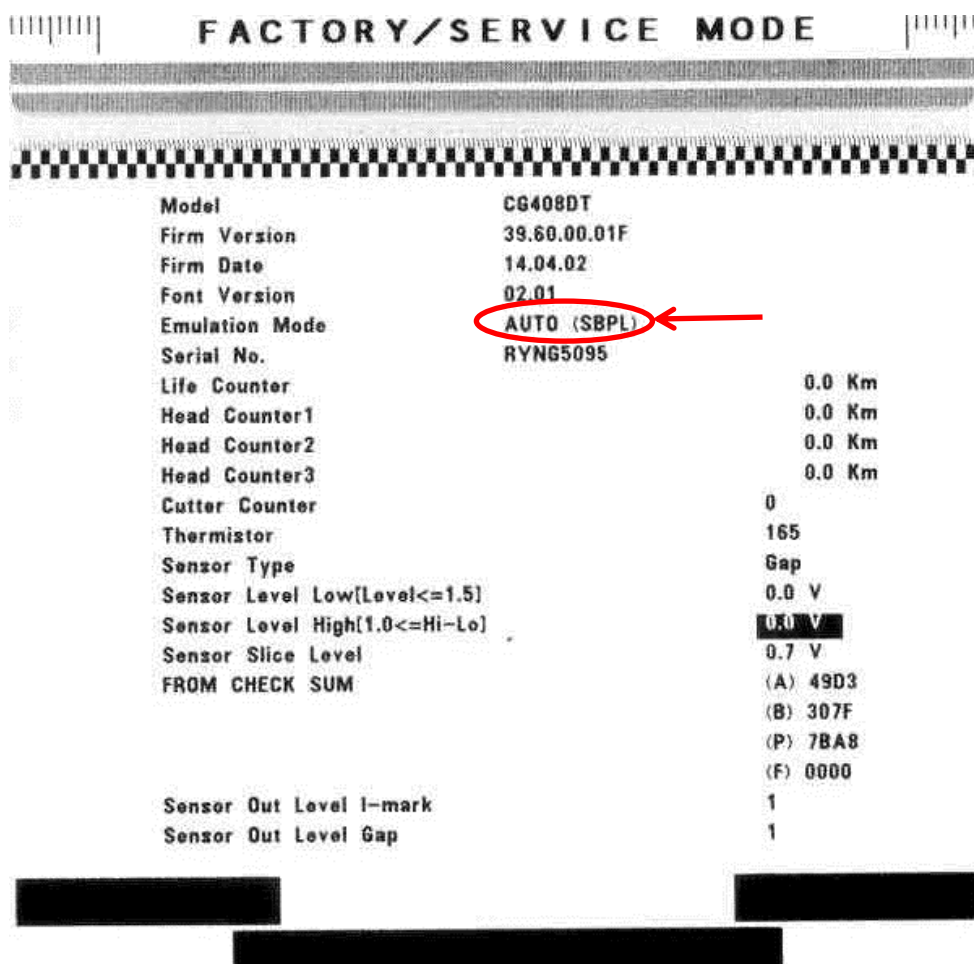 FACTORY/SERVICE MODE
Model CG408DT
Firm Version 39.60.00.01F
Firm Date 14.04.02
Font Version 02.01
Emulation Mode AUTO (SBPL)
Serial No. RYNG5095
Life Counter 0.0 Km
Head Counter1 0.0 Km
Head Counter2 0.0 Km
Head Counter3 0.0 Km
Cutter Counter 0
Thermistor 165
Sensor Type Gap
Sensor Level Low[Level<=1.5] 0.0 V
Sensor Level High[1.0<=Hi-Lo] 0.0 V
Sensor Slice Level 0.7 V
FROM CHECK SUM (A) 49D3
(B) 307F
(P) 7BA8
(F) 0000
Sensor Out Level I-mark 1
Sensor Out Level Gap 1